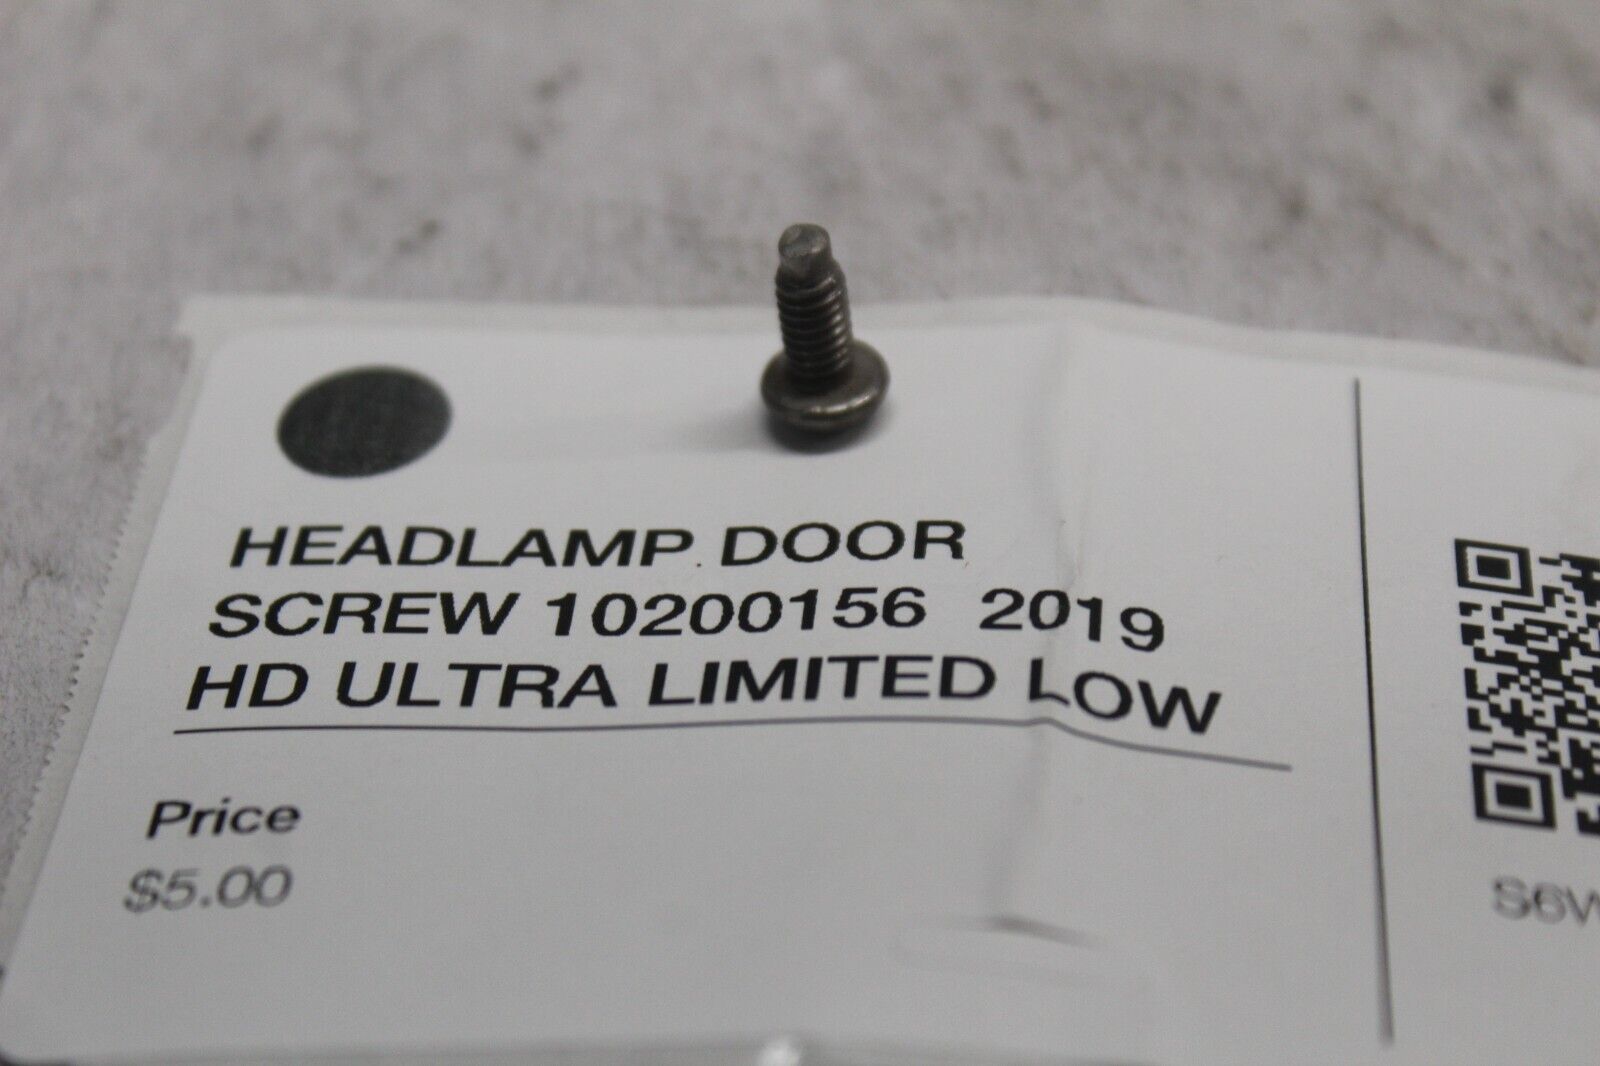 HEADLAMP DOOR
SCREW 10200156 2019
HD ULTRA LIMITED LOW
Price
$5.00